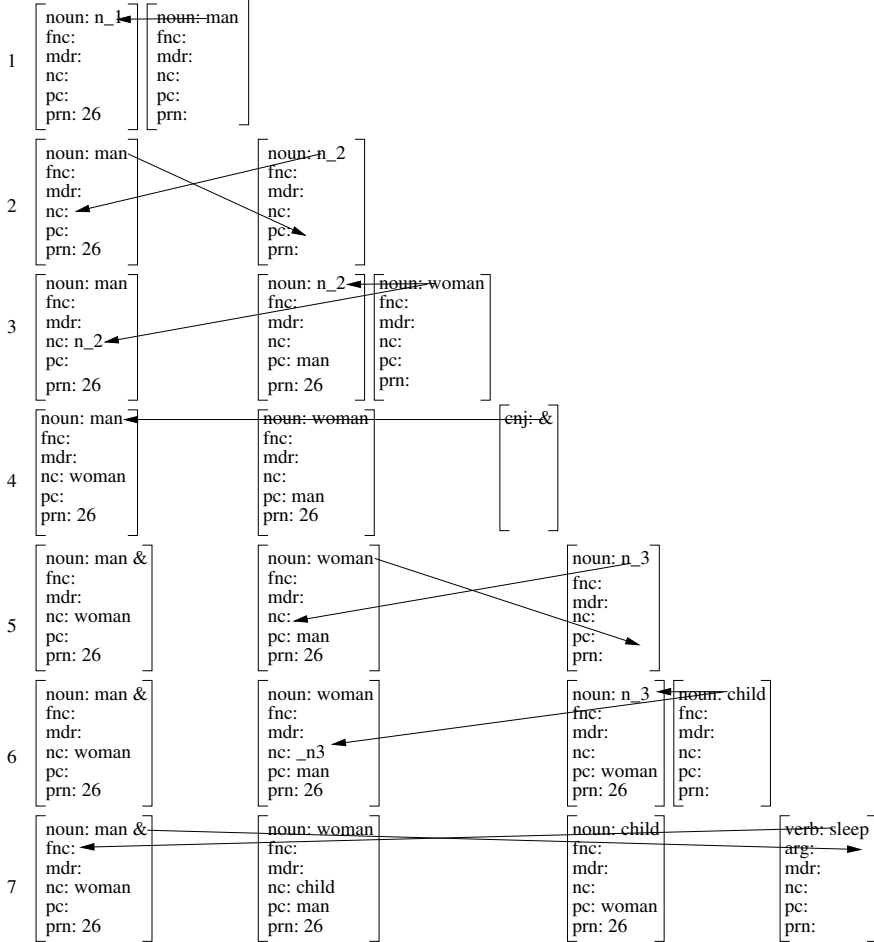 1
noun: n_1
fnc:
mdr:
nc:
pc:
prn: 26
noun: man
fnc:
mdr:
nc:
pc:
prn:
2
noun: man
fnc:
mdr:
nc:
pc:
prn: 26
noun: n_2
fnc:
mdr:
nc:
pc:
prn:
3
noun: man
fnc:
mdr:
nc: n_2
pc:
prn: 26
noun: n_2
fnc:
mdr:
nc:
pc: man
prn: 26
noun: woman
fnc:
mdr:
nc:
pc:
prn:
4
noun: man
fnc:
mdr:
nc: woman
pc:
prn: 26
noun: woman
fnc:
mdr:
nc:
pc: man
prn: 26
cnj: &
5
noun: man &
fnc:
mdr:
nc: woman
pc:
prn: 26
noun: woman
fnc:
mdr:
nc:
pc: man
prn: 26
noun: n_3
fnc:
mdr:
nc:
pc:
prn:
6
noun: man &
fnc:
mdr:
nc: woman
pc:
prn: 26
noun: woman
fnc:
mdr:
nc: _n3
pc: man
prn: 26
noun: n_3
fnc:
mdr:
nc:
pc: woman
prn: 26
noun: child
fnc:
mdr:
nc:
pc:
prn:
7
noun: man &
fnc:
mdr:
nc: woman
pc:
prn: 26
noun: woman
fnc:
mdr:
nc: child
pc: man
prn: 26
noun: child
fnc:
mdr:
nc:
pc: woman
prn: 26
verb: sleep
arg:
mdr:
nc:
pc:
prn: